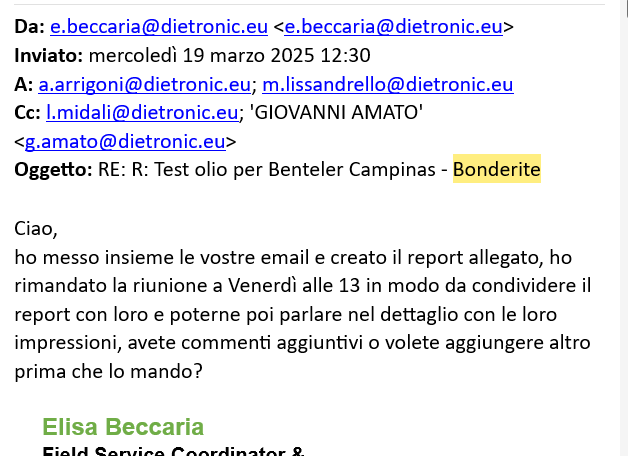 Da: e.beccaria@dietronic.eu <e.beccaria@dietronic.eu>
Inviato: mercoledì 19 marzo 2025 12:30
A: a.arrigoni@dietronic.eu; m.lissandrello@dietronic.eu
Cc: l.midali@dietronic.eu; 'GIOVANNI AMATO'
<g.amato@dietronic.eu>
Oggetto: RE: R: Test olio per Benteler Campinas - Bonderite
Ciao,
ho messo insieme le vostre email e creato il report allegato, ho
rimandato la riunione a Venerdì alle 13 in modo da condividere il
report con loro e poterne poi parlare nel dettaglio con le loro
impressioni, avete commenti aggiuntivi o volete aggiungere altro
prima che lo mando?
Elisa Beccaria
Field Service Coordinator &